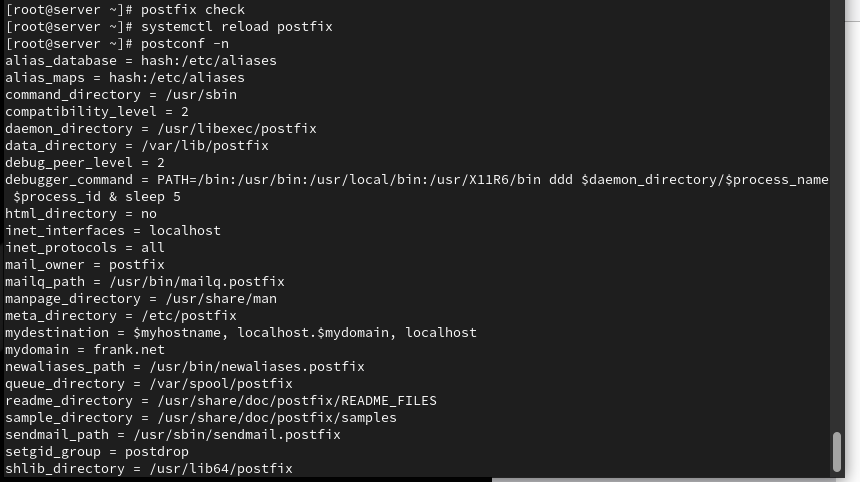 [root@server ~]# postfix check
[root@server ~]# systemctl reload postfix
[root@server ~]# postconf -n
alias_database = hash:/etc/aliases
alias_maps = hash:/etc/aliases
command_directory = /usr/sbin
compatibility_level = 2
daemon_directory = /usr/libexec/postfix
data_directory = /var/lib/postfix
debug_peer_level = 2
debugger_command = PATH=/bin:/usr/bin:/usr/local/bin:/usr/X11R6/bin ddd $daemon_directory/$process_name
 $process_id & sleep 5
html_directory = no
inet_interfaces = localhost
inet_protocols = all
mail_owner = postfix
mailq_path = /usr/bin/mailq.postfix
manpage_directory = /usr/share/man
meta_directory = /etc/postfix
mydestination = $myhostname, localhost.$mydomain, localhost
mydomain = frank.net
newaliases_path = /usr/bin/newaliases.postfix
queue_directory = /var/spool/postfix
readme_directory = /usr/share/doc/postfix/README_FILES
sample_directory = /usr/share/doc/postfix/samples
sendmail_path = /usr/sbin/sendmail.postfix
setgid_group = postdrop
shlib_directory = /usr/lib64/postfix